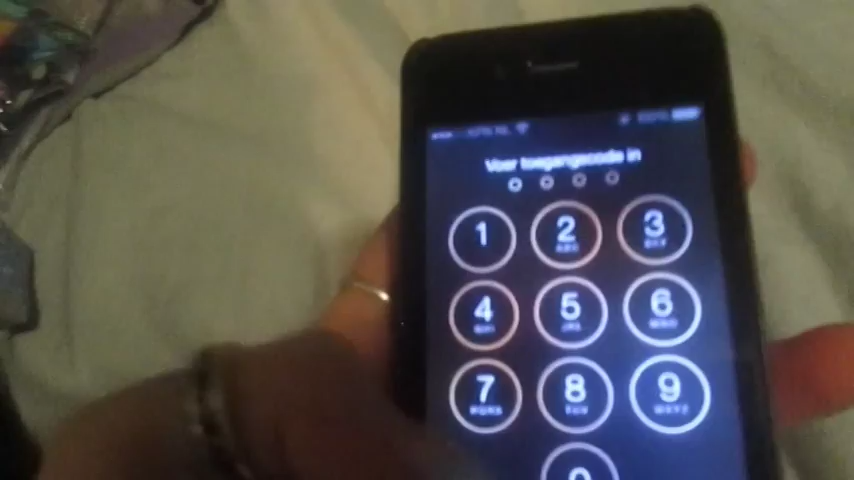 Voer toegangscode in
1
2 ABC
3 DEF
4 GHI
5 JKL
6 MNO
7 PQRS
8 TUV
9 WXYZ
0